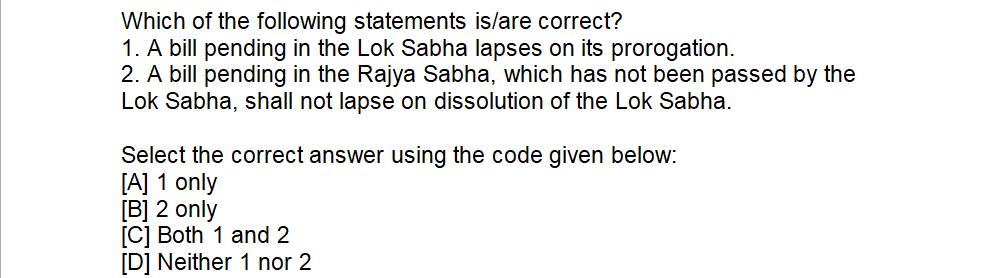 Which of the following statements is/are correct?
1. A bill pending in the Lok Sabha lapses on its prorogation.
2. A bill pending in the Rajya Sabha, which has not been passed by the
Lok Sabha, shall not lapse on dissolution of the Lok Sabha.
Select the correct answer using the code given below:
[A] 1 only
[B] 2 only
[C] Both 1 and 2
[D] Neither 1 nor 2